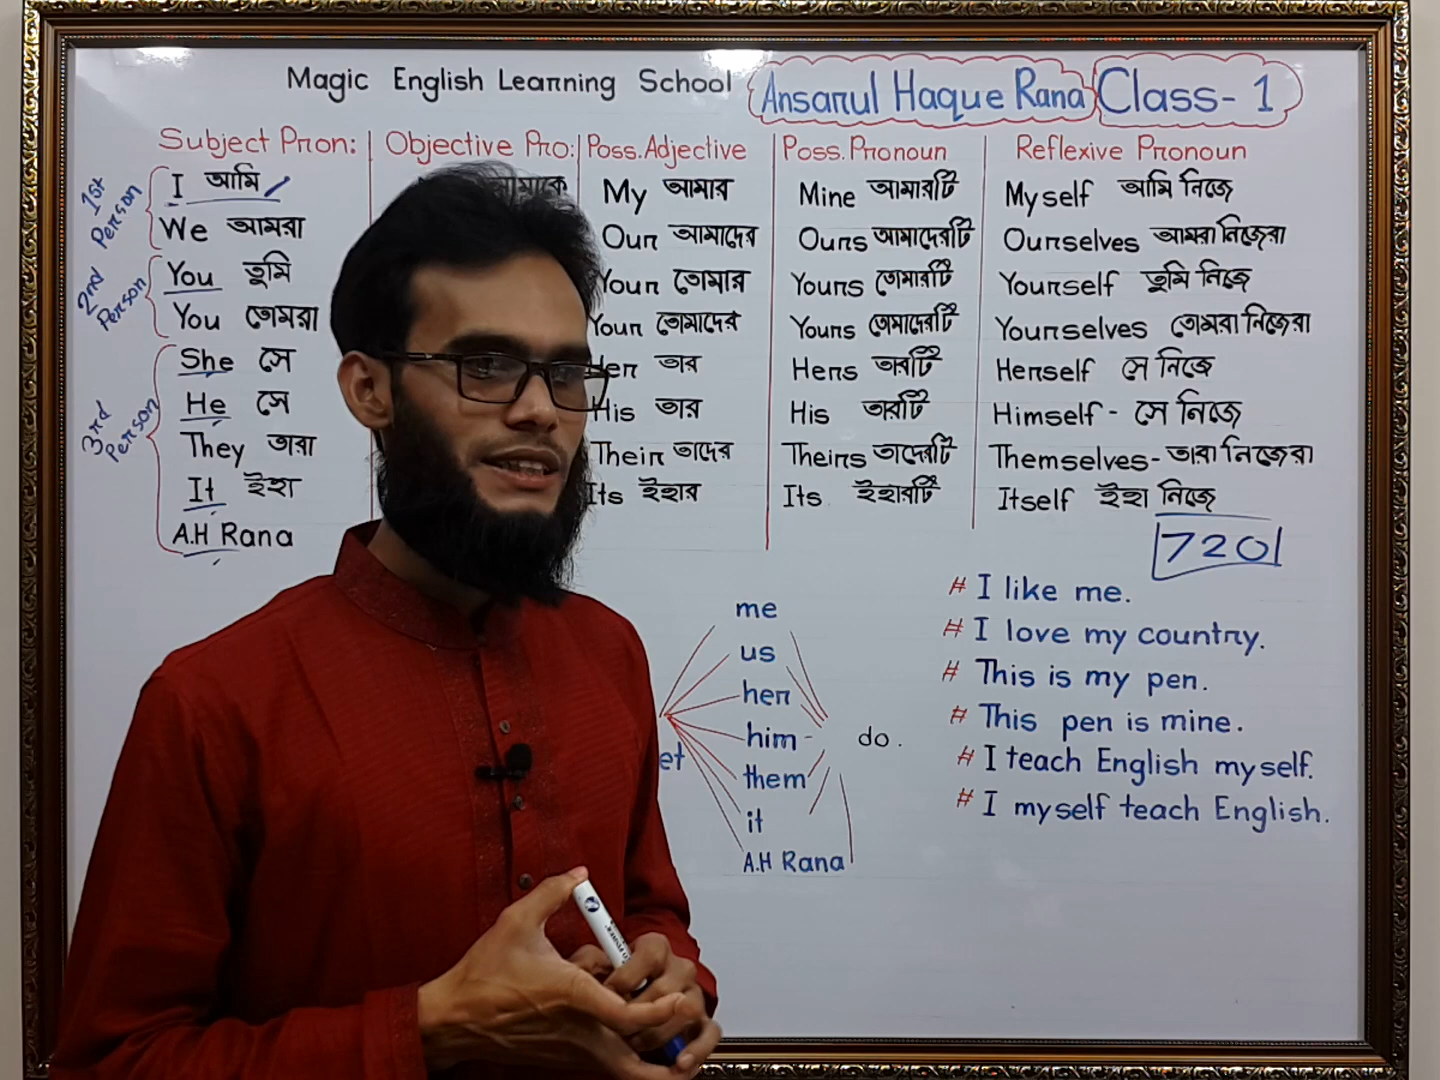 Magic English Learning School Ansarul Haque Rana Class- 1
Subject Pron: Objective Pro: Poss. Adjective Poss. Pronoun Reflexive Pronoun
1st Person
I আমি মাকে My আমার Mine আমারটি Myself আমি নিজে
We আমরা Our আমাদের Ours আমাদেরটি Ourselves আমরা নিজেরা
2nd Person
You তুমি Your তোমার Yours তোমারটি Yourself তুমি নিজে
You তোমরা Your তোমাদের Yours তোমাদেরটি Yourselves তোমরা নিজেরা
3rd Person
She সে Her তার Hers তারটি Herself সে নিজে
He সে His তার His তারটি Himself - সে নিজে
They তারা Their তাদের Theirs তাদেরটি Themselves - তারা নিজেরা
It ইহা Its ইহার Its ইহারটি Itself ইহা নিজে
A.H Rana
720
me
us
her
him -
them
it
A.H Rana
et
do.
# I like me.
# I love my country.
# This is my pen.
# This pen is mine.
# I teach English myself.
# I myself teach English.